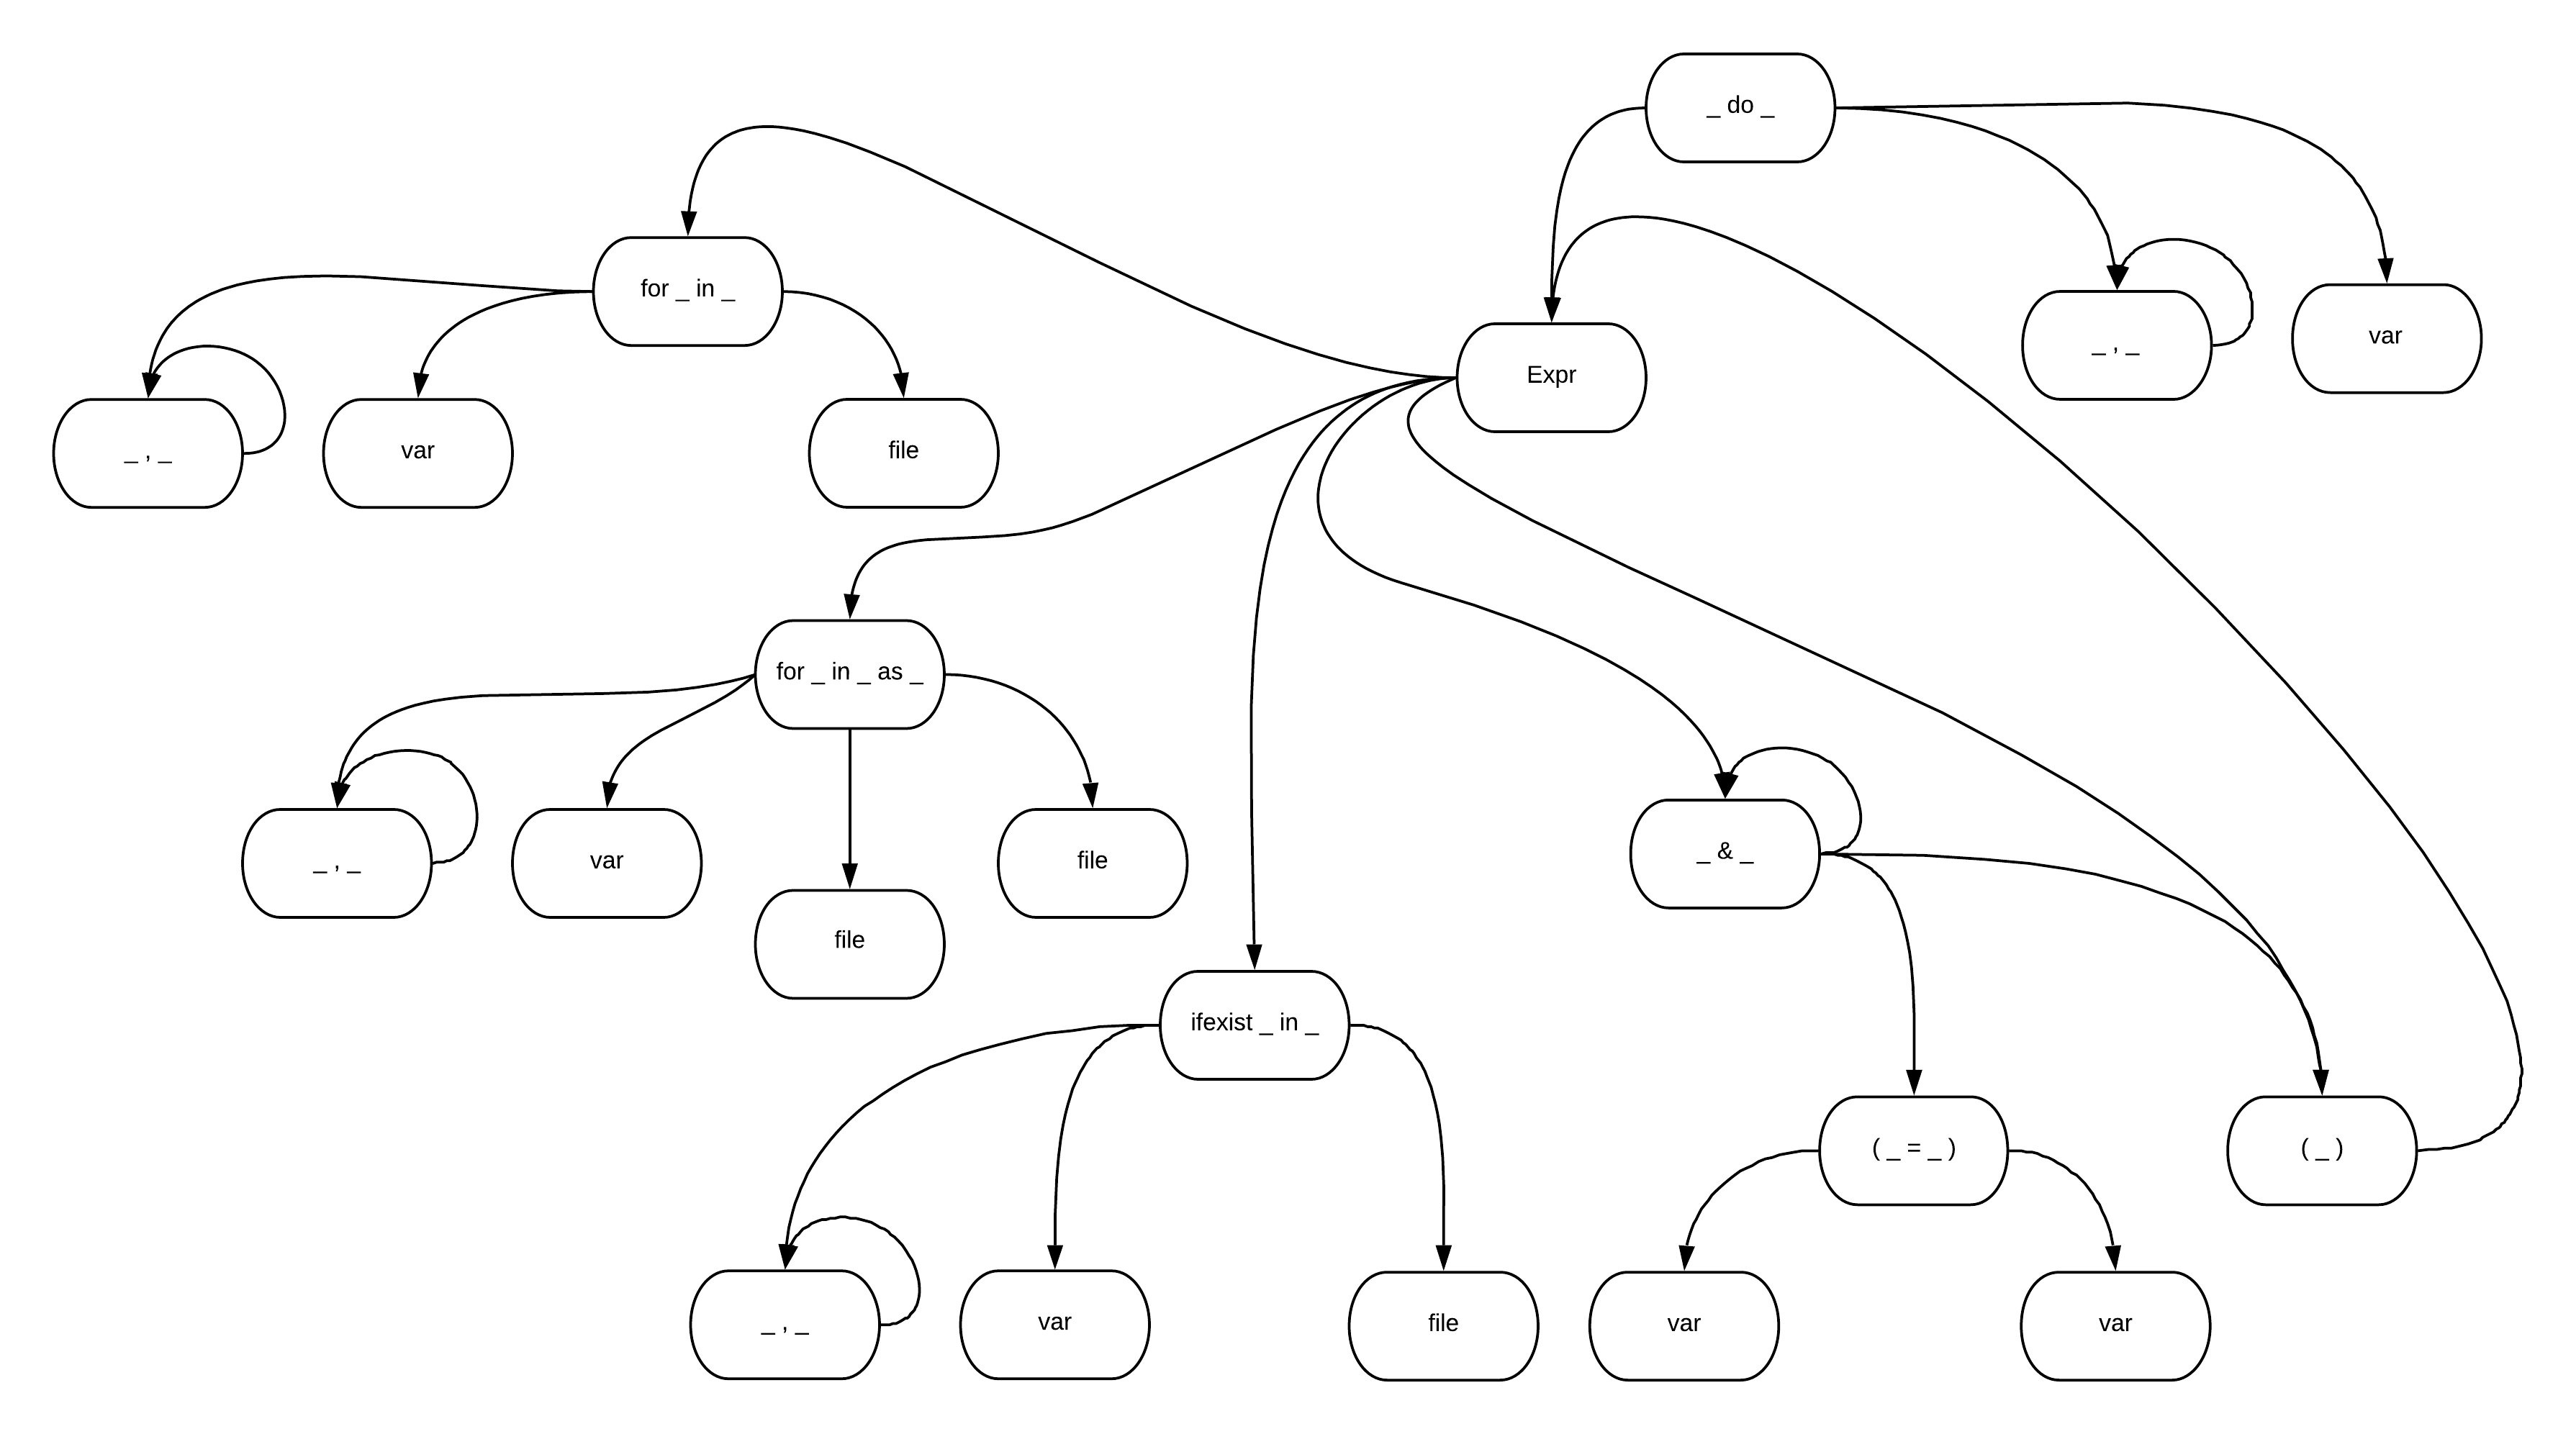 _ do _
for _ in _
Expr
_ , _
var
_ , _
var
file
for _ in _ as _
_ , _
var
file
file
_ & _
ifexist _ in _
( _ = _ )
( _ )
_ , _
var
file
var
var